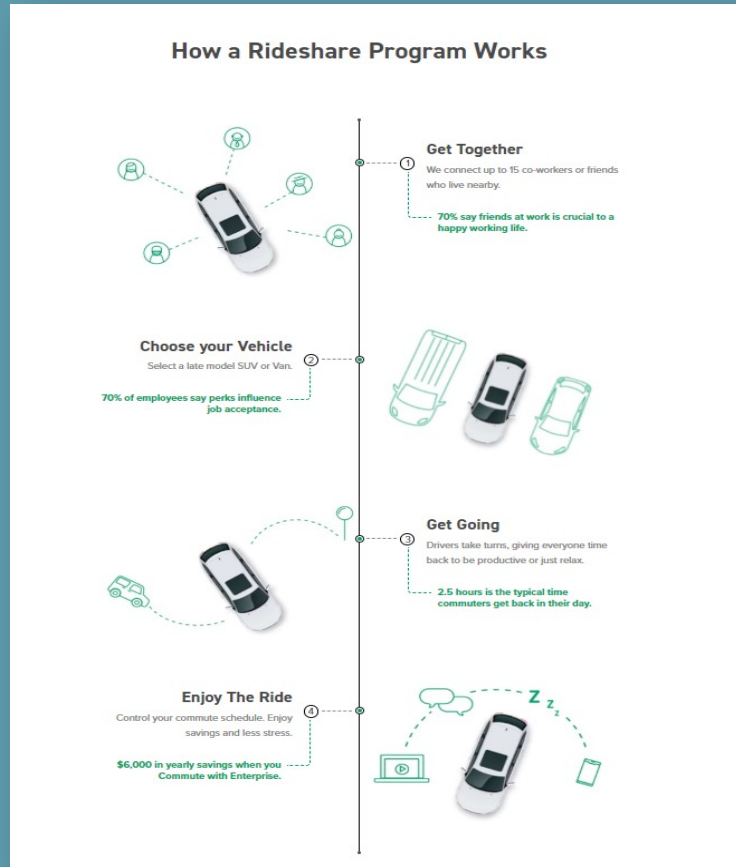 How a Rideshare Program Works
1
Get Together
We connect up to 15 co-workers or friends
who live nearby.
70% say friends at work is crucial to a
happy working life.
Choose your Vehicle
2
Select a late model SUV or Van.
70% of employees say perks influence
job acceptance.
3
Get Going
Drivers take turns, giving everyone time
back to be productive or just relax.
2.5 hours is the typical time
commuters get back in their day.
Enjoy The Ride
4
Control your commute schedule. Enjoy
savings and less stress.
$6,000 in yearly savings when you
Commute with Enterprise.
Z z z